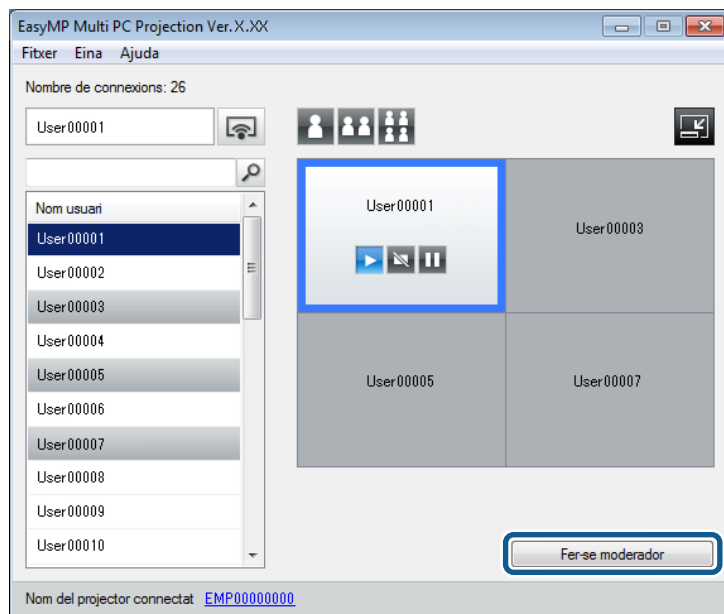 EasyMP Multi PC Projection Ver.X.XX
Fitxer Eina Ajuda
Nombre de connexions: 26
User00001
Nom usuari
User00001
User00002
User00003
User00004
User00005
User00006
User00007
User00008
User00009
User00010
User00001
User00003
User00005
User00007
Fer-se moderador
Nom del projector connectat EMP00000000